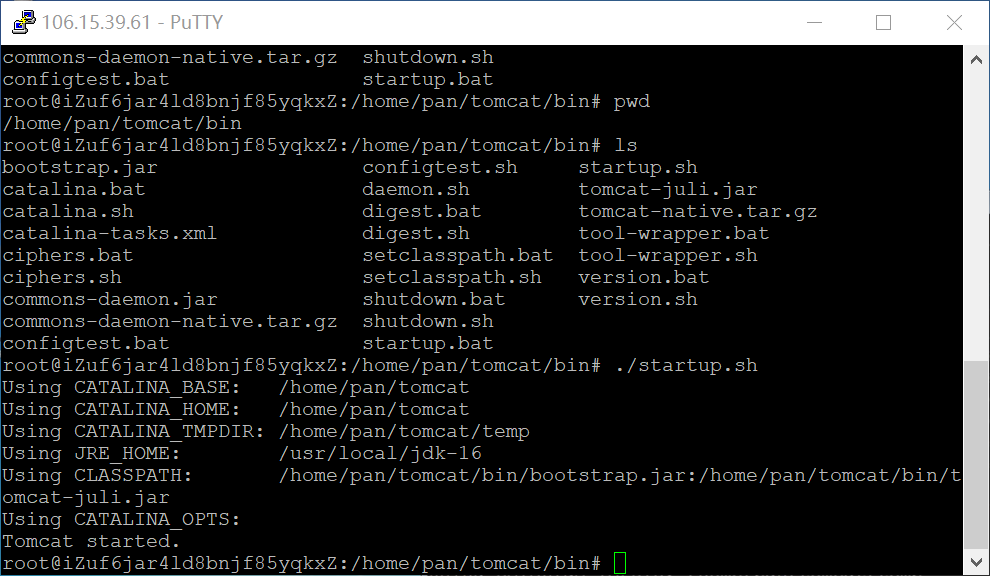 106.15.39.61 - PuTTY
commons-daemon-native.tar.gz  shutdown.sh
configtest.bat                startup.bat
root@iZuf6jar4ld8bnjf85yqkxZ:/home/pan/tomcat/bin# pwd
/home/pan/tomcat/bin
root@iZuf6jar4ld8bnjf85yqkxZ:/home/pan/tomcat/bin# ls
bootstrap.jar                 configtest.sh     startup.sh
catalina.bat                  daemon.sh         tomcat-juli.jar
catalina.sh                   digest.bat        tomcat-native.tar.gz
catalina-tasks.xml            digest.sh         tool-wrapper.bat
ciphers.bat                   setclasspath.bat  tool-wrapper.sh
ciphers.sh                    setclasspath.sh   version.bat
commons-daemon.jar            shutdown.bat      version.sh
commons-daemon-native.tar.gz  shutdown.sh
configtest.bat                startup.bat
root@iZuf6jar4ld8bnjf85yqkxZ:/home/pan/tomcat/bin# ./startup.sh
Using CATALINA_BASE:   /home/pan/tomcat
Using CATALINA_HOME:   /home/pan/tomcat
Using CATALINA_TMPDIR: /home/pan/tomcat/temp
Using JRE_HOME:        /usr/local/jdk-16
Using CLASSPATH:       /home/pan/tomcat/bin/bootstrap.jar:/home/pan/tomcat/bin/t
omcat-juli.jar
Using CATALINA_OPTS:
Tomcat started.
root@iZuf6jar4ld8bnjf85yqkxZ:/home/pan/tomcat/bin#